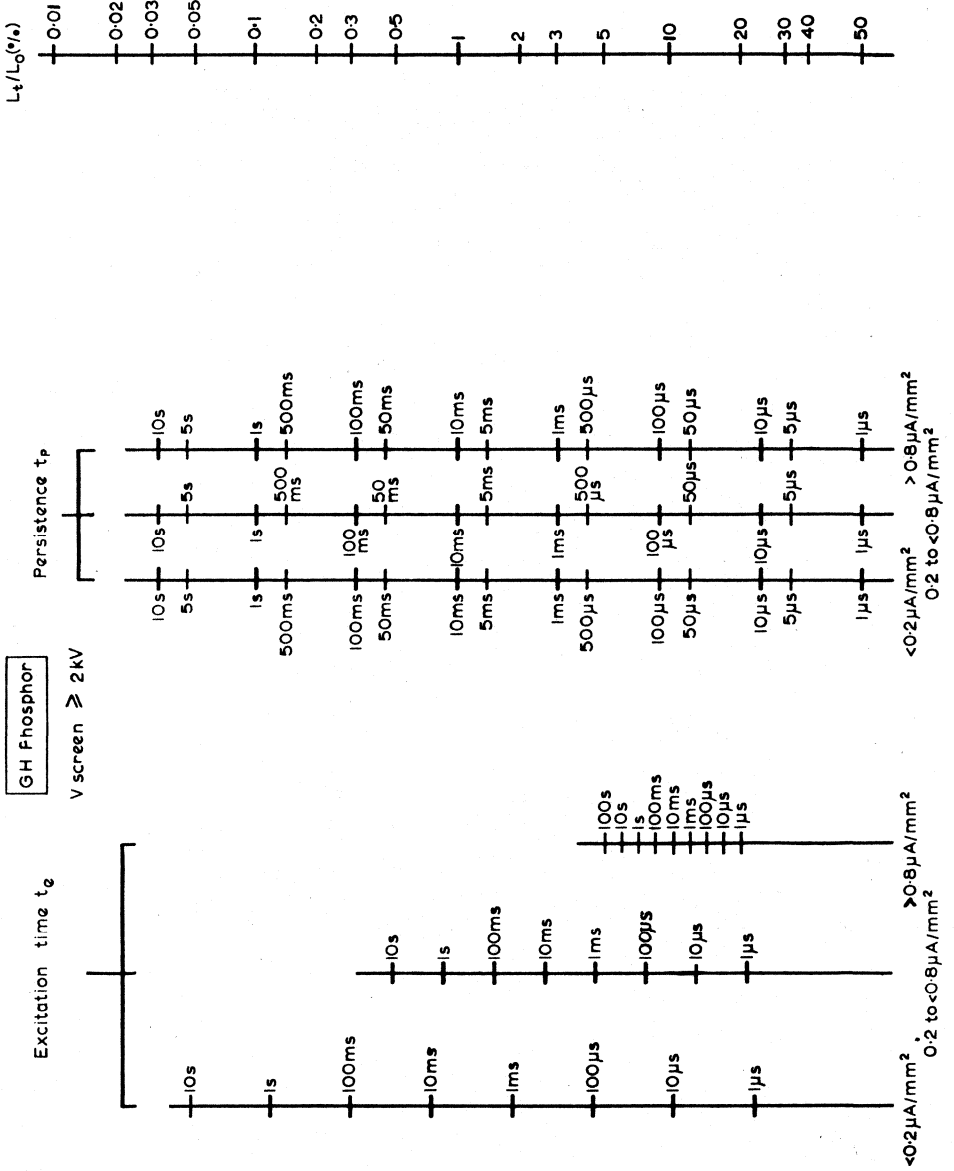 GH Phosphor
V screen ⩾ 2kV
Excitation time te
10s
1s
100ms
10ms
1ms
100µs
10µs
1µs
<0·2µA/mm²
10s
1s
100ms
10ms
1ms
100µs
10µs
1µs
0·2 to<0·8µA/mm²
100s
10s
1s
100ms
10ms
1ms
100µs
10µs
1µs
>0·8µA/mm²
Persistence tP
10s
5s
1s
500ms
100ms
50ms
10ms
5ms
1ms
500µs
100µs
50µs
10µs
5µs
1µs
<0·2µA/mm²
10s
5s
1s
500
ms
100
ms
50
ms
10ms
5ms
1ms
500
µs
100
µs
50µs
10µs
5µs
1µs
0·2 to<0·8µA/mm²
10s
5s
1s
500ms
100ms
50ms
10ms
5ms
1ms
500µs
100µs
50µs
10µs
5µs
1µs
>0·8µA/mm²
Lt/Lo(%)
0·01
0·02
0·03
0·05
0·1
0·2
0·3
0·5
1
2
3
5
10
20
30
40
50